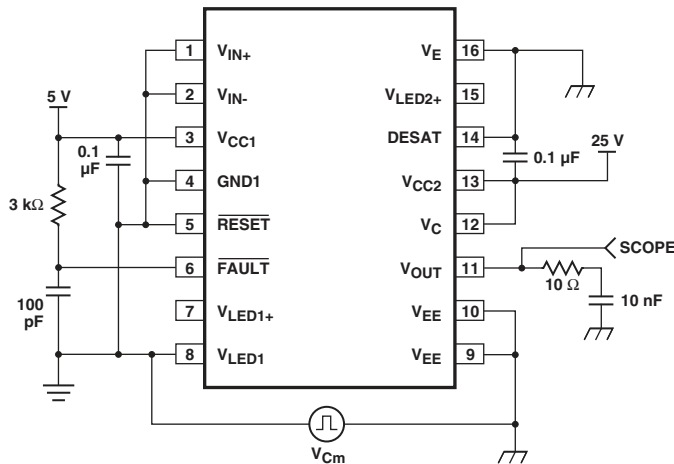 5 V
0.1
µF
3 kΩ
100
pF
1 VIN+
2 VIN-
3 VCC1
4 GND1
5 RESET
6 FAULT
7 VLED1+
8 VLED1
VE 16
VLED2+ 15
DESAT 14
VCC2 13
VC 12
VOUT 11
VEE 10
VEE 9
0.1 µF
25 V
SCOPE
10 Ω
10 nF
VCm